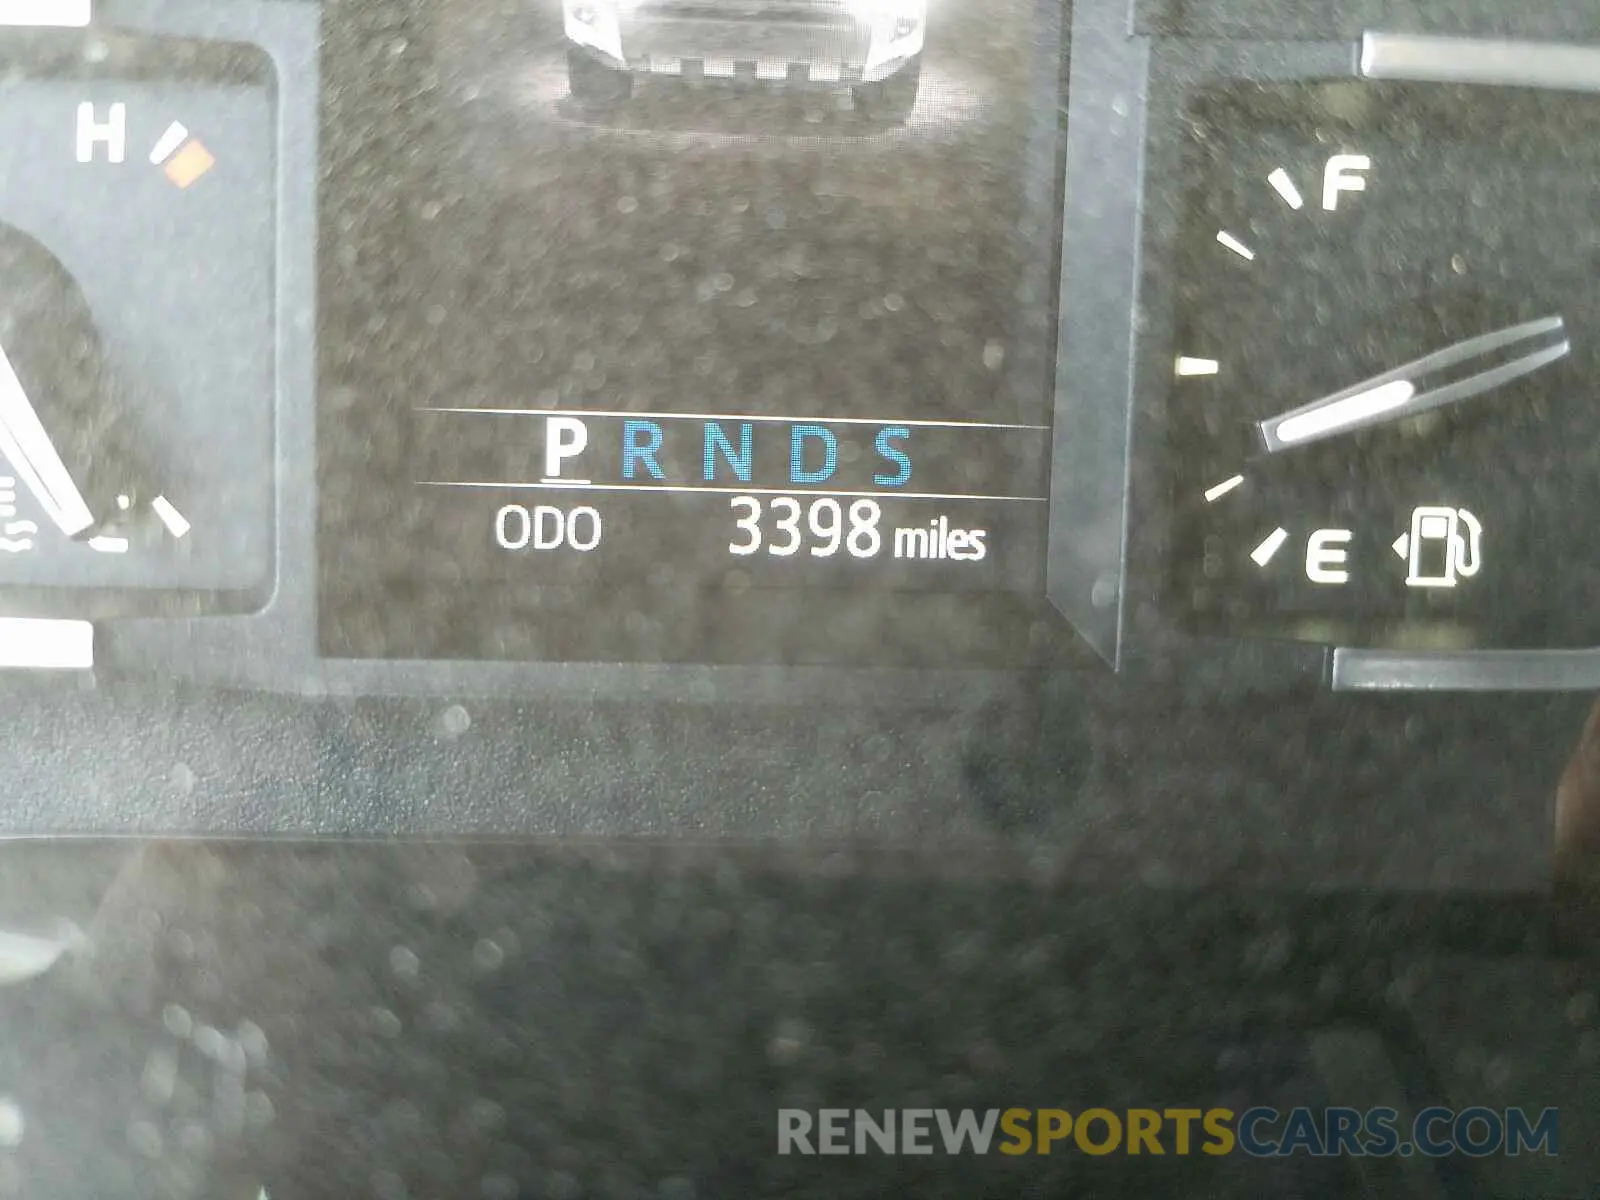 H
F
P R N D S
ODO 3398 miles
E
RENEWSPORTSCARS.COM